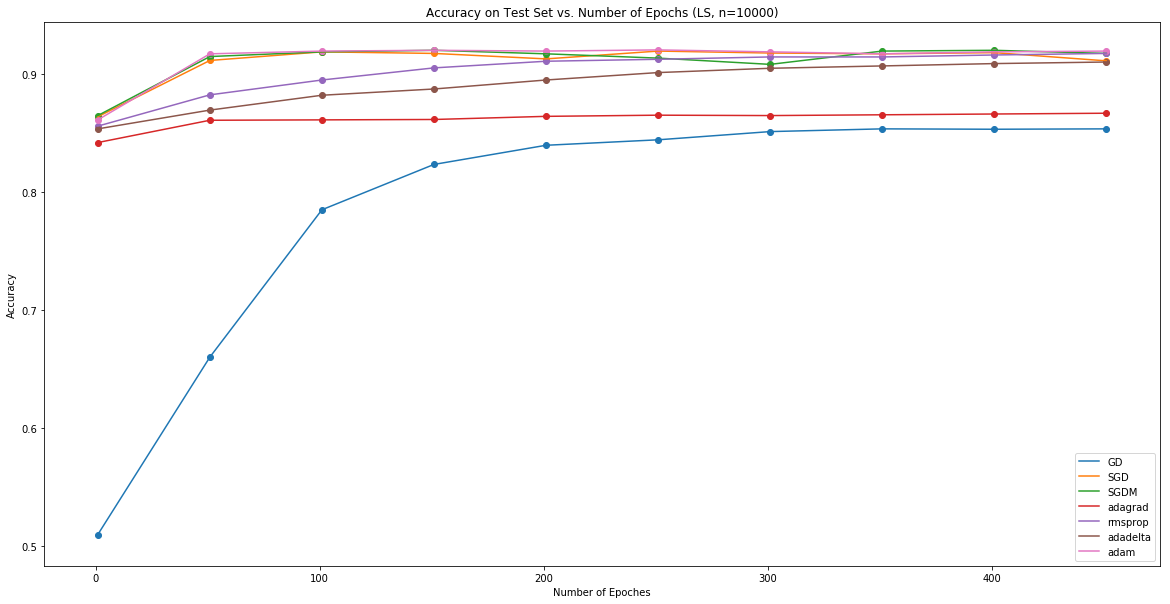 Accuracy on Test Set vs. Number of Epochs (LS, n=10000)
Accuracy
0.9
0.8
0.7
0.6
0.5
0
100
200
300
400
Number of Epoches
GD
SGD
SGDM
adagrad
rmsprop
adadelta
adam